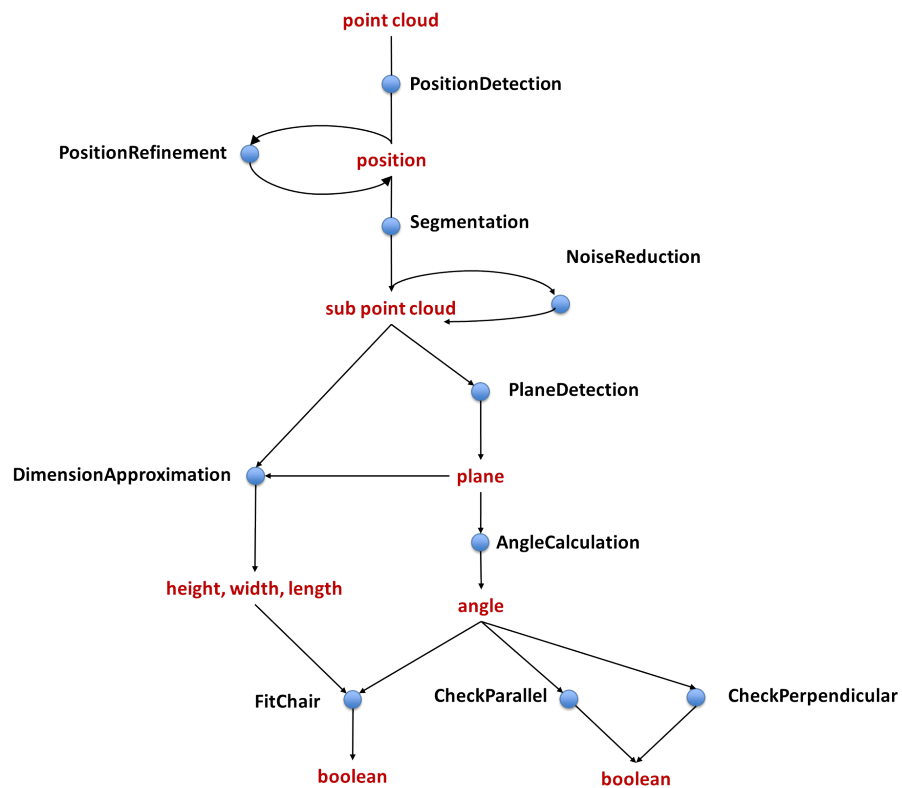 point cloud
PositionDetection
PositionRefinement
position
Segmentation
NoiseReduction
sub point cloud
PlaneDetection
DimensionApproximation
plane
AngleCalculation
height, width, length
angle
FitChair
CheckParallel
CheckPerpendicular
boolean
boolean